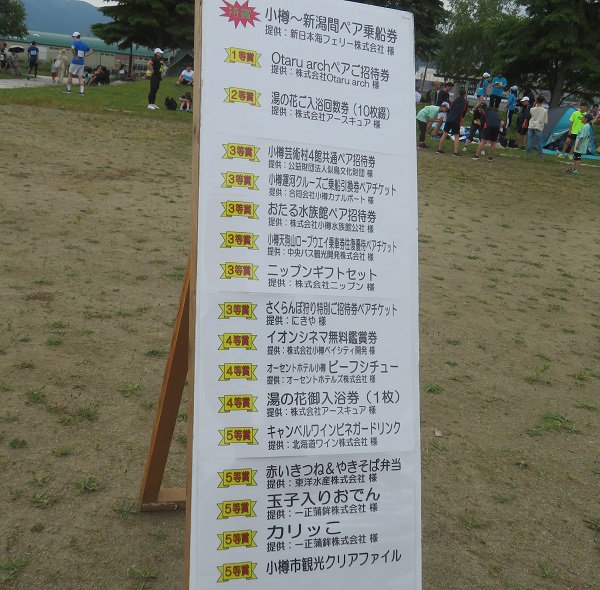 特賞 小樽～新潟間ペア乗船券
提供：新日本海フェリー株式会社 様
1等賞 Otaru archペアご招待券
提供：株式会社Otaru arch 様
2等賞 湯の花ご入浴回数券（10枚綴）
提供：株式会社アースキュア 様
3等賞 小樽芸術村4館共通ペア招待券
提供：公益財団法人似鳥文化財団 様
3等賞 小樽運河クルーズご乗船引換券ペアチケット
提供：合同会社小樽カナルボート 様
3等賞 おたる水族館ペア招待券
提供：株式会社小樽水族館公社 様
3等賞 小樽天狗山ロープウエイ乗車券往復優待ペアチケット
提供：中央バス観光開発株式会社 様
3等賞 ニップンギフトセット
提供：株式会社ニップン 様
3等賞 さくらんぼ狩り特別ご招待券ペアチケット
提供：にきや 様
4等賞 イオンシネマ無料鑑賞券
提供：株式会社小樽ベイシティ開発 様
4等賞 オーセントホテル小樽 ビーフシチュー
提供：オーセントホテルズ株式会社 様
4等賞 湯の花御入浴券（1枚）
提供：株式会社アースキュア 様
5等賞 キャンベルワインビネガードリンク
提供：北海道ワイン株式会社 様
5等賞 赤いきつね＆やきそば弁当
提供：東洋水産株式会社 様
5等賞 玉子入りおでん
提供：一正蒲鉾株式会社 様
5等賞 カリッこ
提供：一正蒲鉾株式会社 様
5等賞 小樽市観光クリアファイル